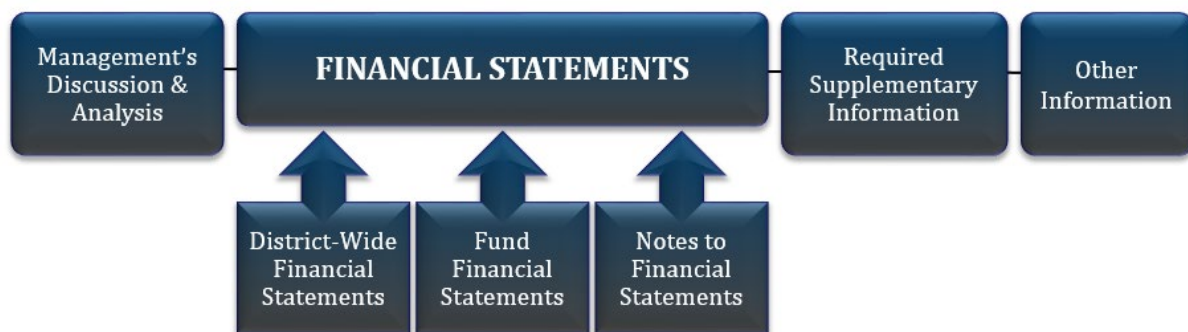 Management's
Discussion &
Analysis
FINANCIAL STATEMENTS
Required
Supplementary
Information
Other
Information
District-Wide
Financial
Statements
Fund
Financial
Statements
Notes to
Financial
Statements